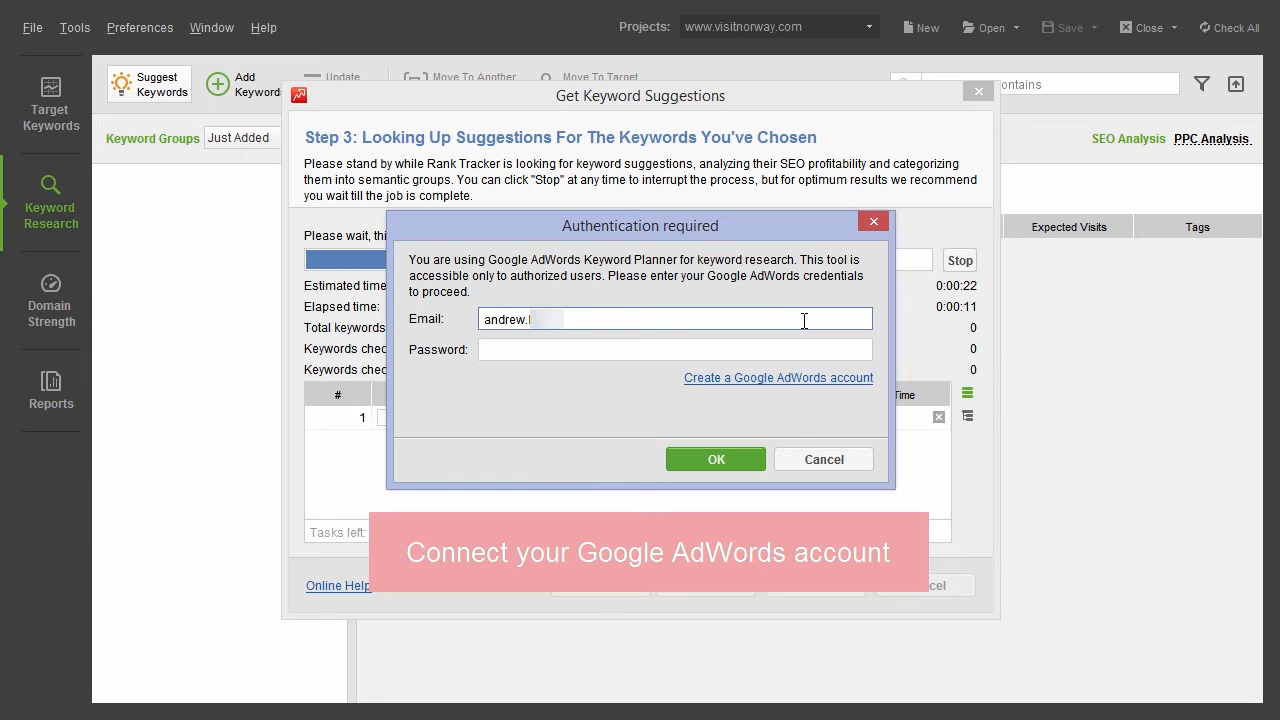 File Tools Preferences Window Help Projects: www.visitnorway.com New Open Save Close Check All
Suggest Keywords
Add
Update
Move To Another
Move To Target
Get Keyword Suggestions
Target Keywords
Keyword Research
Domain Strength
Reports
Keyword Groups Just Added
SEO Analysis PPC Analysis
Step 3: Looking Up Suggestions For The Keywords You've Chosen
Please stand by while Rank Tracker is looking for keyword suggestions, analyzing their SEO profitability and categorizing
them into semantic groups. You can click "Stop" at any time to interrupt the process, but for optimum results we recommend
you wait till the job is complete.
Expected Visits Tags
Please wait,
Stop
Estimated time
0:00:22
Elapsed time:
0:00:11
Total keywords
0
Keywords
0
Keywords
0
# Time
1
Tasks left:
Online Help
Authentication required
You are using Google AdWords Keyword Planner for keyword research. This tool is
accessible only to authorized users. Please enter your Google AdWords credentials
to proceed.
Email: andrew.
Password:
Create a Google AdWords account
OK Cancel
Connect your Google AdWords account